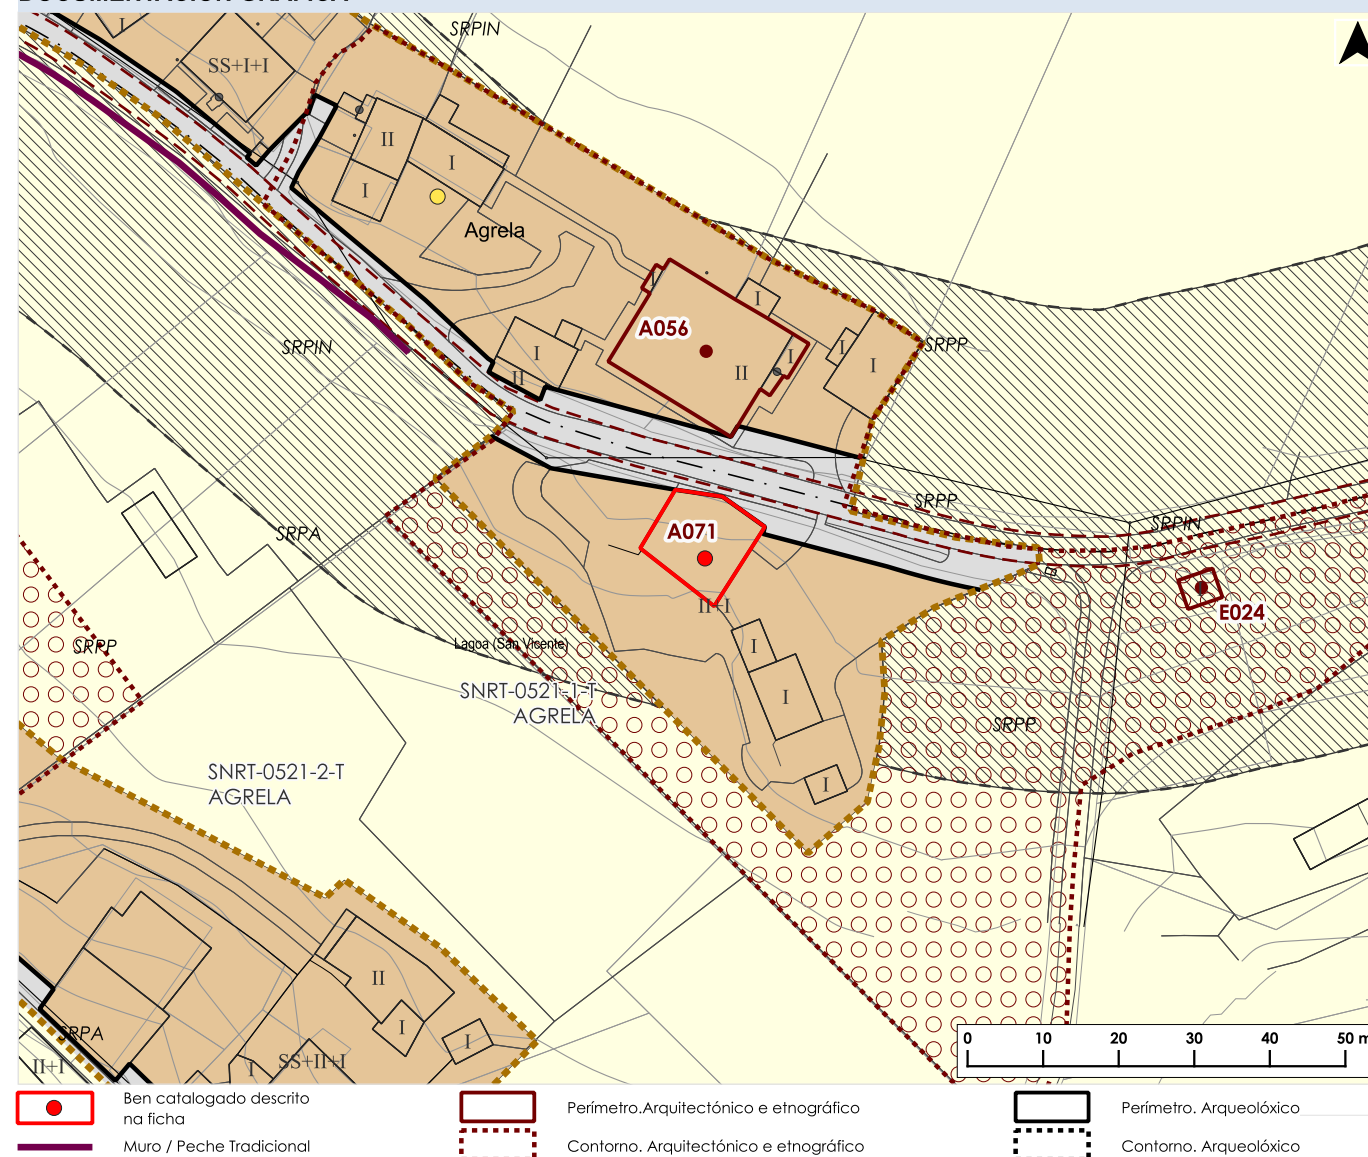 DOCUMENTACIÓN GRÁFICA
SRPIN
I
SS+I+I
II
I
I
Agrela
I
I
A056
SRPIN
SRPP
I
I
I
II
I
II
SRPP
SRPIN
A071
SRPA
II+I
E024
Lagoa (San Vicente)
SRPP
I
SNRT-0521-1-T
AGRELA
I
SRPP
SNRT-0521-2-T
AGRELA
I
II
I
I
SRPA
II+I
I
SS+II+I
0 10 20 30 40 50 m
Ben catalogado descrito
na ficha
Perímetro.Arquitectónico e etnográfico
Perímetro. Arqueolóxico
Muro / Peche Tradicional
Contorno. Arquitectónico e etnográfico
Contorno. Arqueolóxico